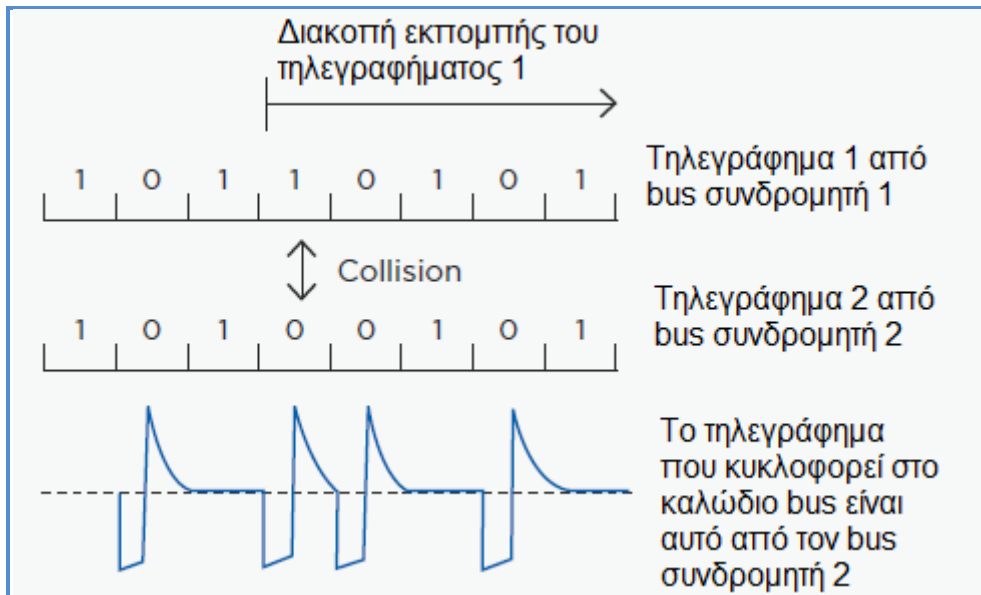 Διακοπή εκπομπής του
τηλεγραφήματος 1
1 0 1 1 0 1 0 1
Τηλεγράφημα 1 από
bus συνδρομητή 1
Collision
1 0 1 0 0 1 0 1
Τηλεγράφημα 2 από
bus συνδρομητή 2
Το τηλεγράφημα
που κυκλοφορεί στο
καλώδιο bus είναι
αυτό από τον bus
συνδρομητή 2